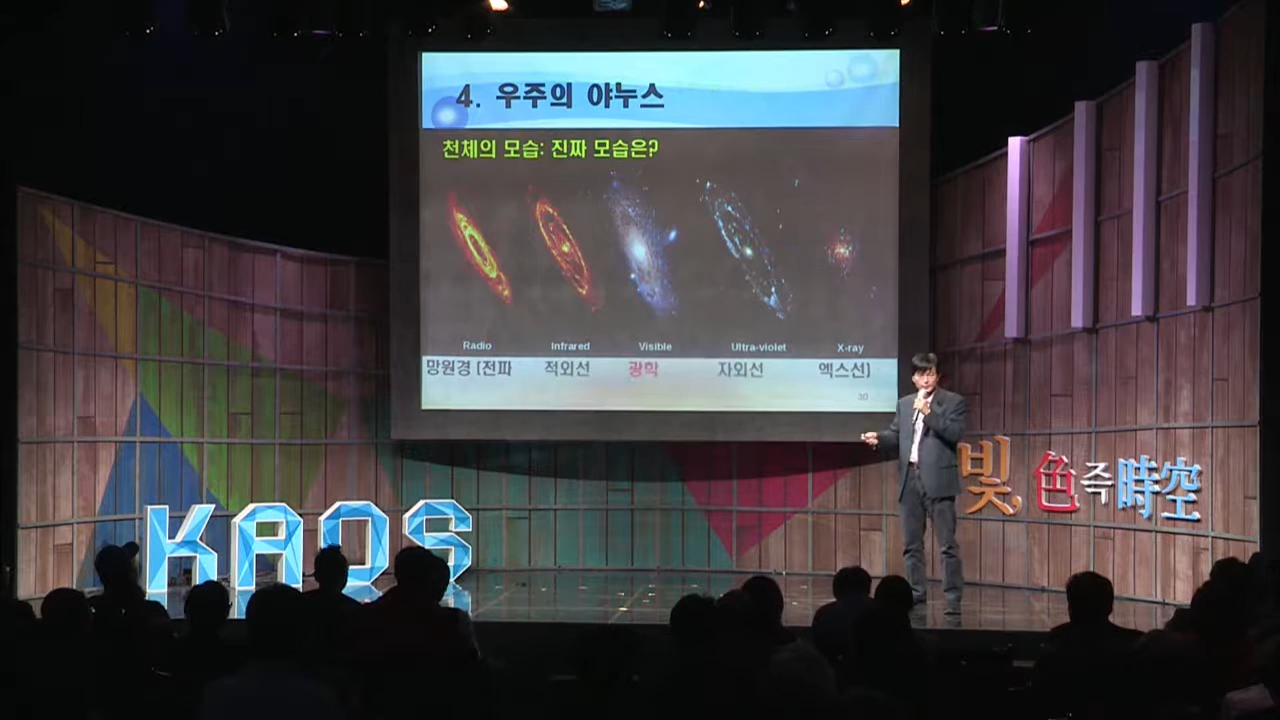 4. 우주의 야누스
천체의 모습: 진짜 모습은?
Radio Infrared Visible Ultra-violet X-ray
망원경 (전파 적외선 광학 자외선 엑스선)
30
KAOS
빛, 色즉時空